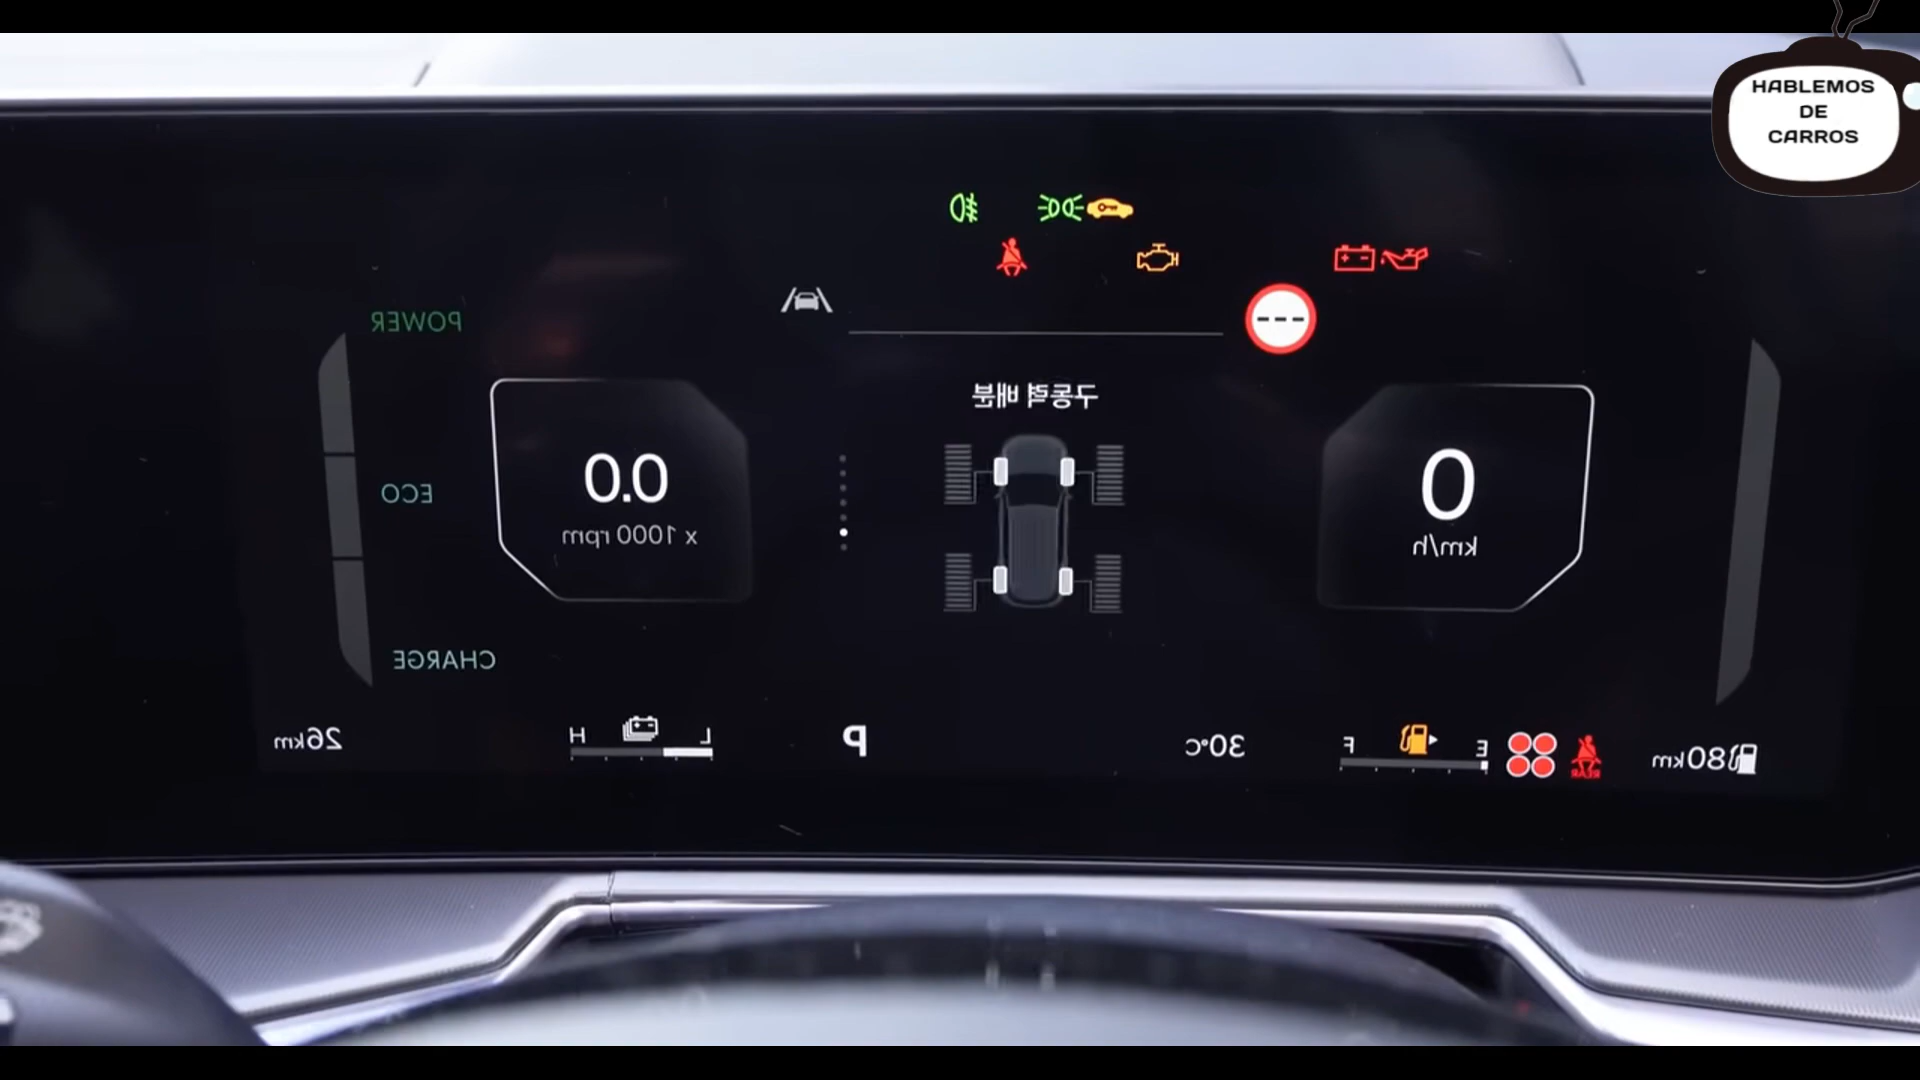 HABLEMOS
DE
CARROS
POWER
구동력 배분
0.0
0
ECO
x 1000 rpm
km/h
CHARGE
26km
H
L
P
30°C
F
E
REAR
80km